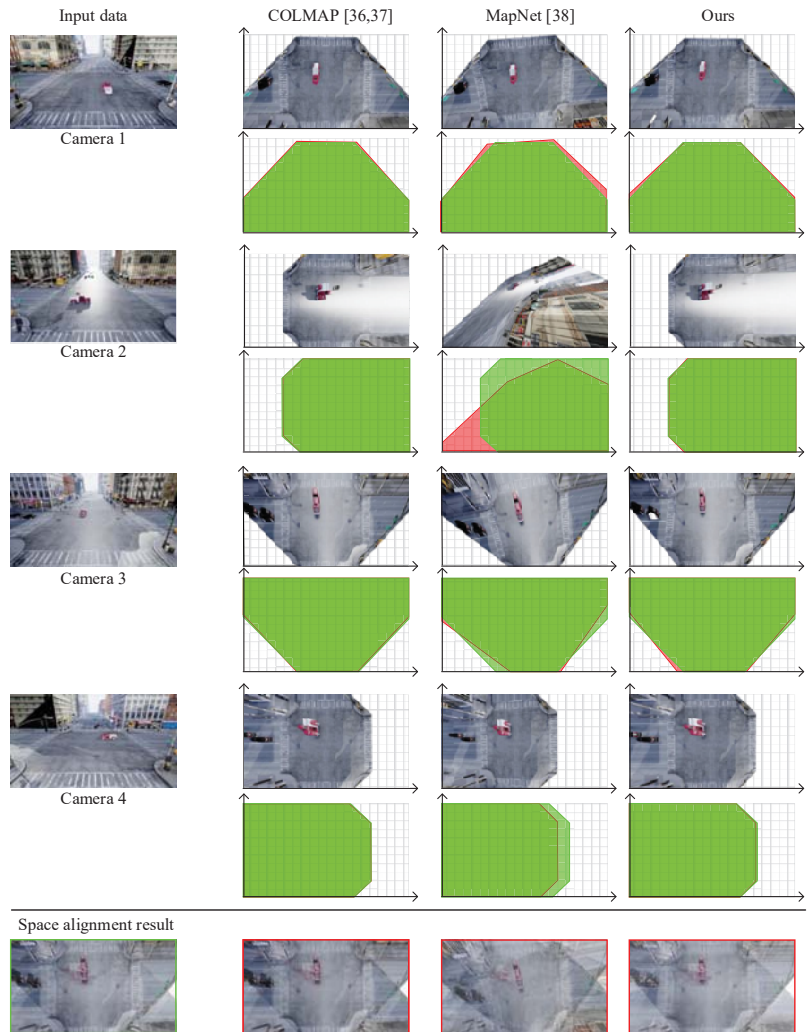 Input data
COLMAP [36,37]
MapNet [38]
Ours
Camera 1
Camera 2
Camera 3
Camera 4
Space alignment result